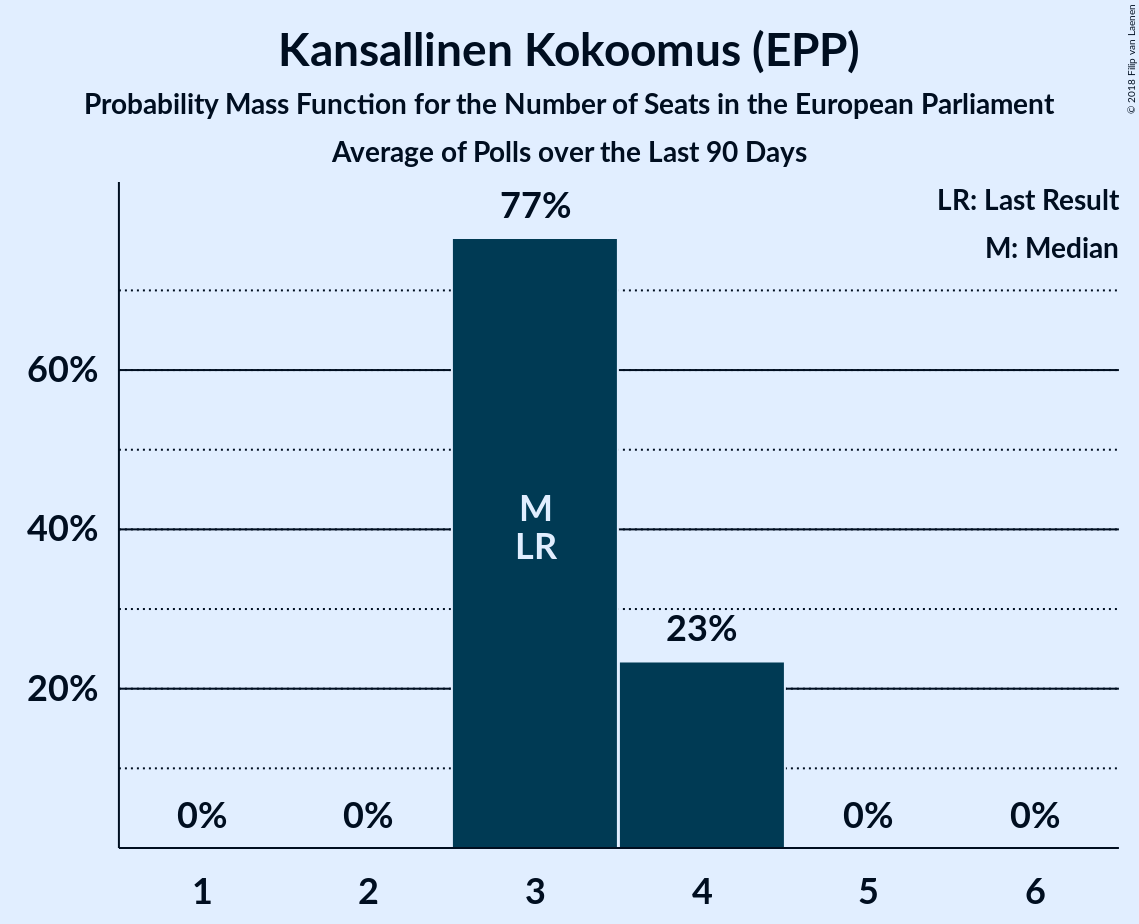 Kansallinen Kokoomus (EPP)
Probability Mass Function for the Number of Seats in the European Parliament
Average of Polls over the Last 90 Days
© 2018 Filip van Laenen
LR: Last Result
M: Median
77%
60%
40%
20%
M
LR
23%
0%
0%
0%
0%
1
2
3
4
5
6